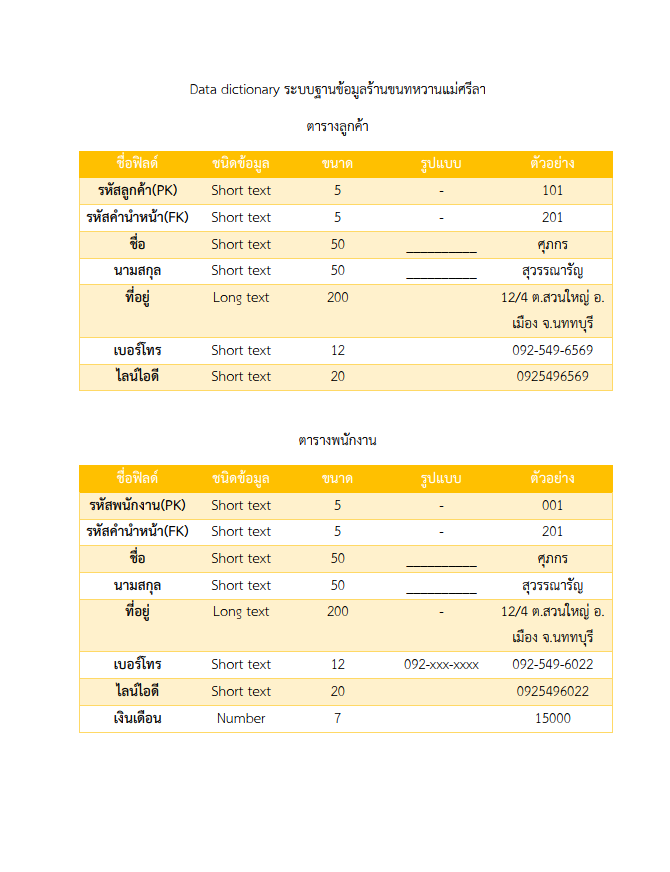 Data dictionary ระบบฐานข้อมูลร้านขนทหวานแม่ศรีลา
ตารางลูกค้า
ชื่อฟิลด์ ชนิดข้อมูล ขนาด รูปแบบ ตัวอย่าง
รหัสลูกค้า(PK) Short text 5 - 101
รหัสคำนำหน้า(FK) Short text 5 - 201
ชื่อ Short text 50 __________ ศุภกร
นามสกุล Short text 50 __________ สุวรรณารัญ
ที่อยู่ Long text 200 12/4 ต.สวนใหญ่ อ.
เมือง จ.นททบุรี
เบอร์โทร Short text 12 092-549-6569
ไลน์ไอดี Short text 20 0925496569
ตารางพนักงาน
ชื่อฟิลด์ ชนิดข้อมูล ขนาด รูปแบบ ตัวอย่าง
รหัสพนักงาน(PK) Short text 5 - 001
รหัสคำนำหน้า(FK) Short text 5 - 201
ชื่อ Short text 50 __________ ศุภกร
นามสกุล Short text 50 __________ สุวรรณารัญ
ที่อยู่ Long text 200 - 12/4 ต.สวนใหญ่ อ.
เมือง จ.นททบุรี
เบอร์โทร Short text 12 092-xxx-xxxx 092-549-6022
ไลน์ไอดี Short text 20 0925496022
เงินเดือน Number 7 15000